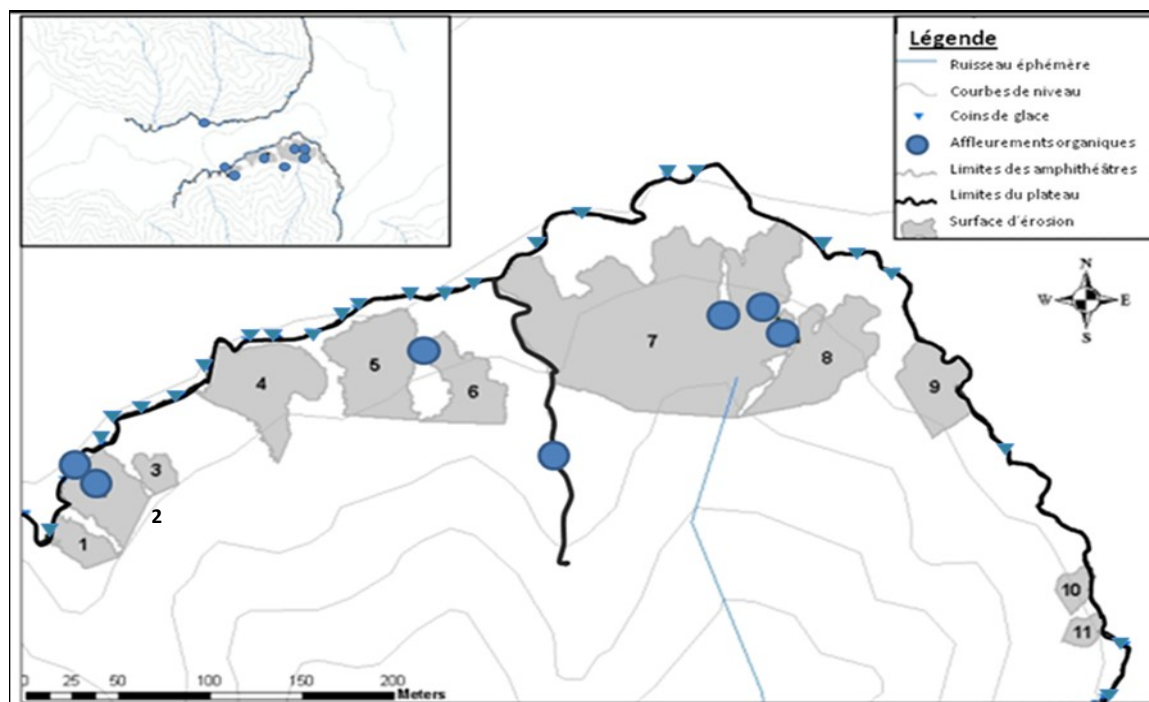 Légende
Ruisseau éphémère
Courbes de niveau
Coins de glace
Affleurements organiques
Limites des amphithéâtres
Limites du plateau
Surface d'érosion
N
W E
S
7
8
5
4
6
9
3
2
1
10
11
0 25 50 100 150 200
Meters